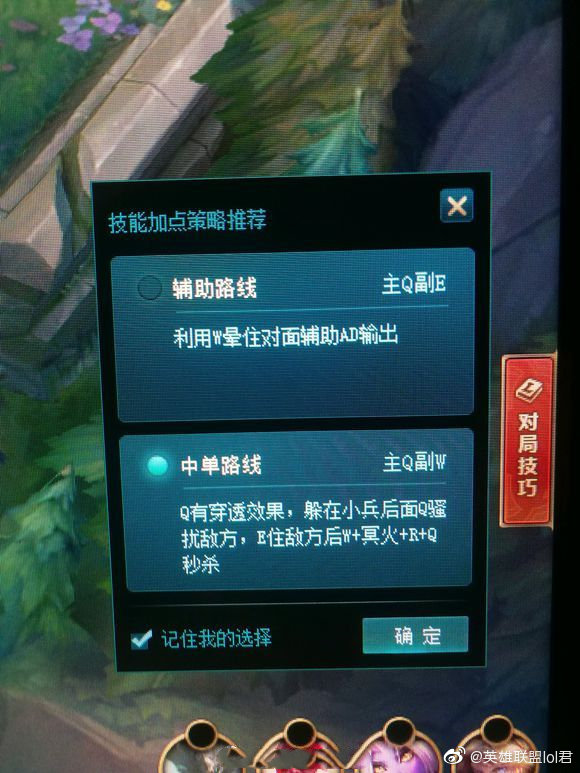 技能加点策略推荐
辅助路线 主Q副E
利用W晕住对面辅助AD输出
中单路线 主Q副W
Q有穿透效果，躲在小兵后面Q骚
扰敌方，E住敌方后W+冥火+R+Q
秒杀
记住我的选择 确定
对局技巧
@英雄联盟lol君